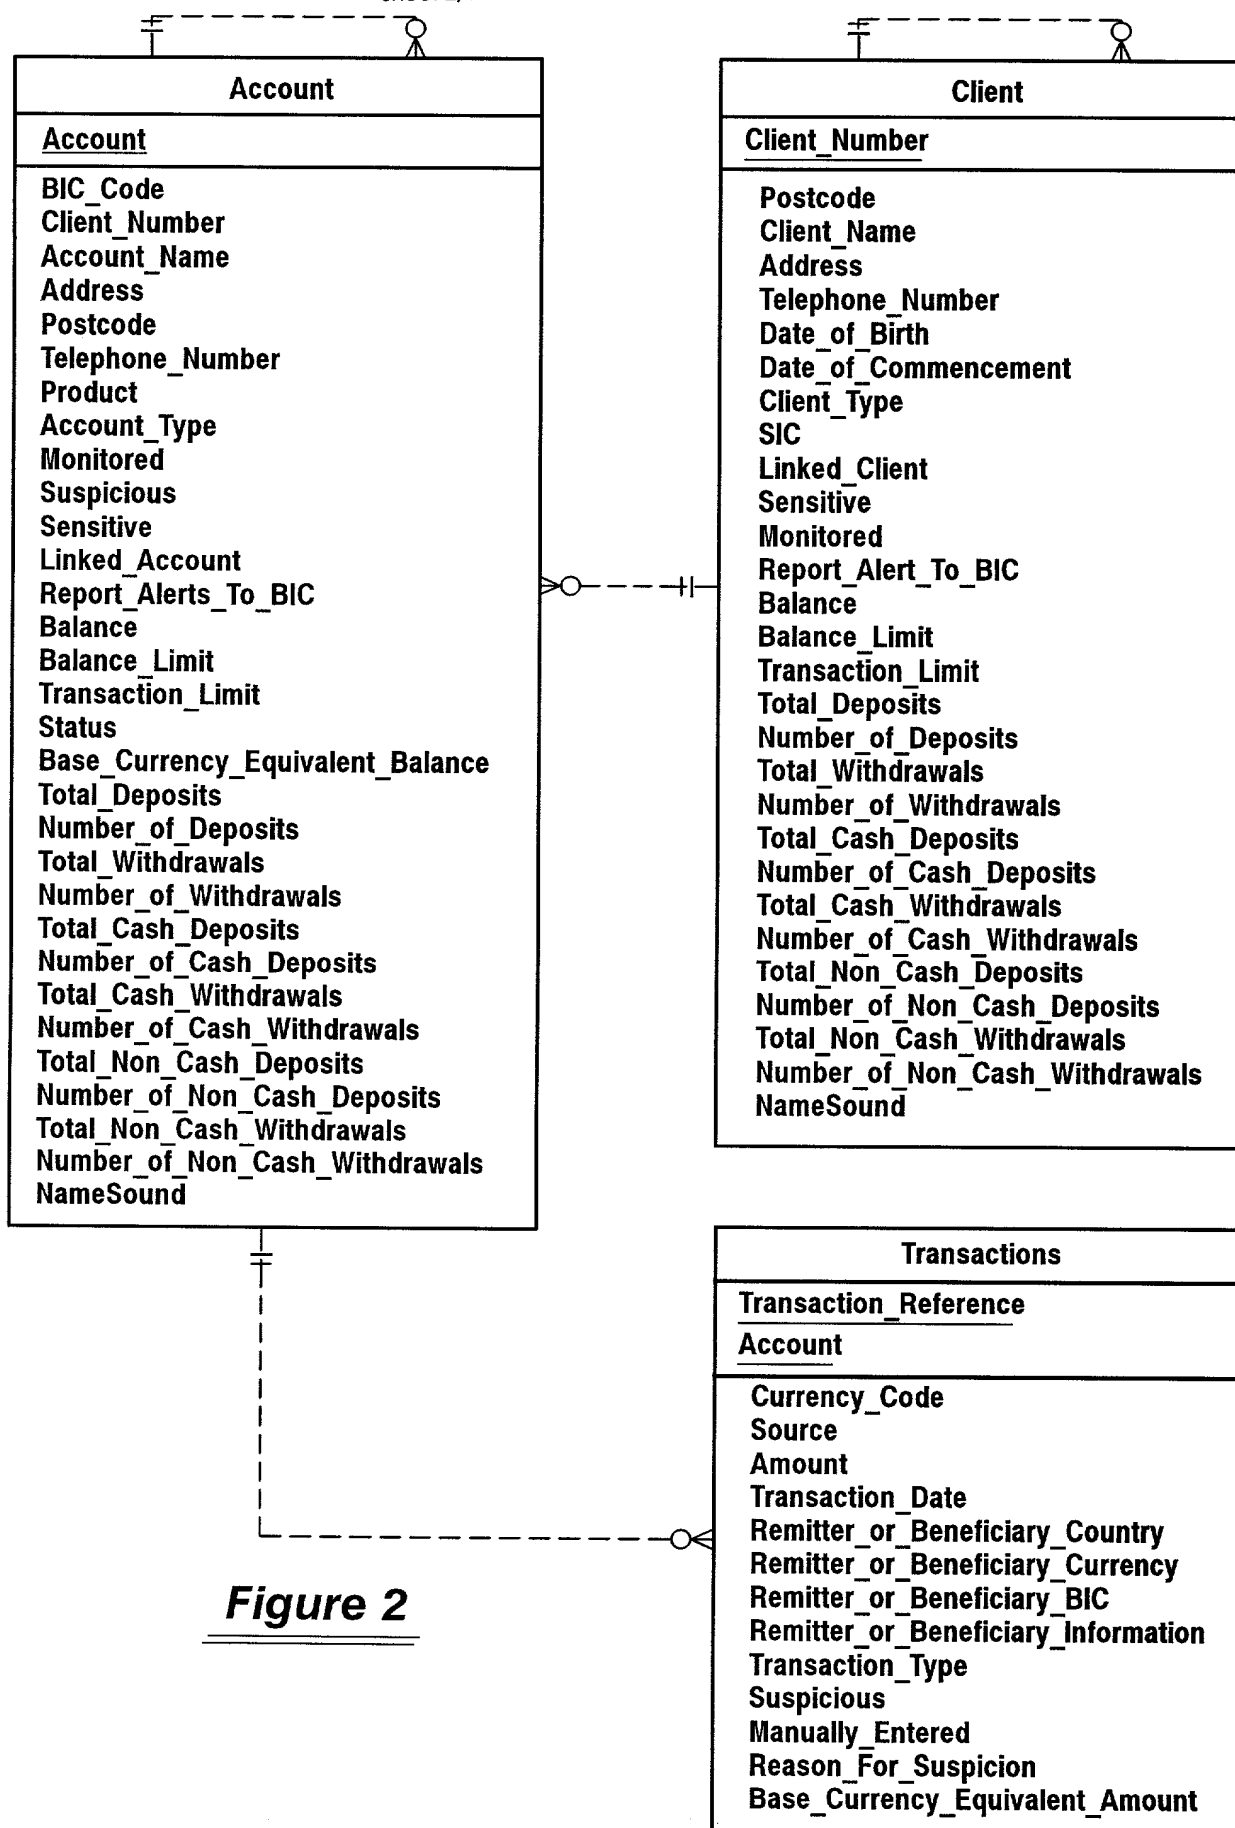 Account
Account
BIC_Code
Client_Number
Account_Name
Address
Postcode
Telephone_Number
Product
Account_Type
Monitored
Suspicious
Sensitive
Linked_Account
Report_Alerts_To_BIC
Balance
Balance_Limit
Transaction_Limit
Status
Base_Currency_Equivalent_Balance
Total_Deposits
Number_of_Deposits
Total_Withdrawals
Number_of_Withdrawals
Total_Cash_Deposits
Number_of_Cash_Deposits
Total_Cash_Withdrawals
Number_of_Cash_Withdrawals
Total_Non_Cash_Deposits
Number_of_Non_Cash_Deposits
Total_Non_Cash_Withdrawals
Number_of_Non_Cash_Withdrawals
NameSound
Client
Client_Number
Postcode
Client_Name
Address
Telephone_Number
Date_of_Birth
Date_of_Commencement
Client_Type
SIC
Linked_Client
Sensitive
Monitored
Report_Alert_To_BIC
Balance
Balance_Limit
Transaction_Limit
Total_Deposits
Number_of_Deposits
Total_Withdrawals
Number_of_Withdrawals
Total_Cash_Deposits
Number_of_Cash_Deposits
Total_Cash_Withdrawals
Number_of_Cash_Withdrawals
Total_Non_Cash_Deposits
Number_of_Non_Cash_Deposits
Total_Non_Cash_Withdrawals
Number_of_Non_Cash_Withdrawals
NameSound
Transactions
Transaction_Reference
Account
Currency_Code
Source
Amount
Transaction_Date
Remitter_or_Beneficiary_Country
Remitter_or_Beneficiary_Currency
Remitter_or_Beneficiary_BIC
Remitter_or_Beneficiary_Information
Transaction_Type
Suspicious
Manually_Entered
Reason_For_Suspicion
Base_Currency_Equivalent_Amount
Figure 2